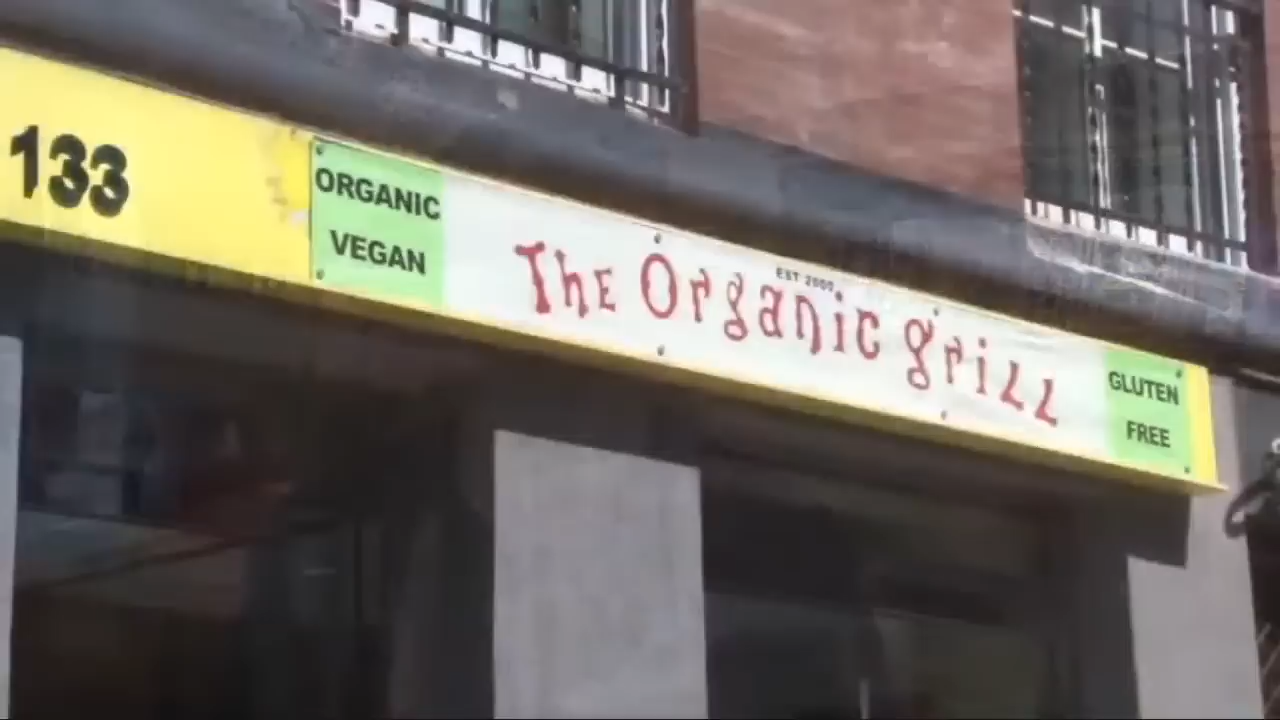 133
ORGANIC
VEGAN
EST 2000
The Organic grill
GLUTEN
FREE